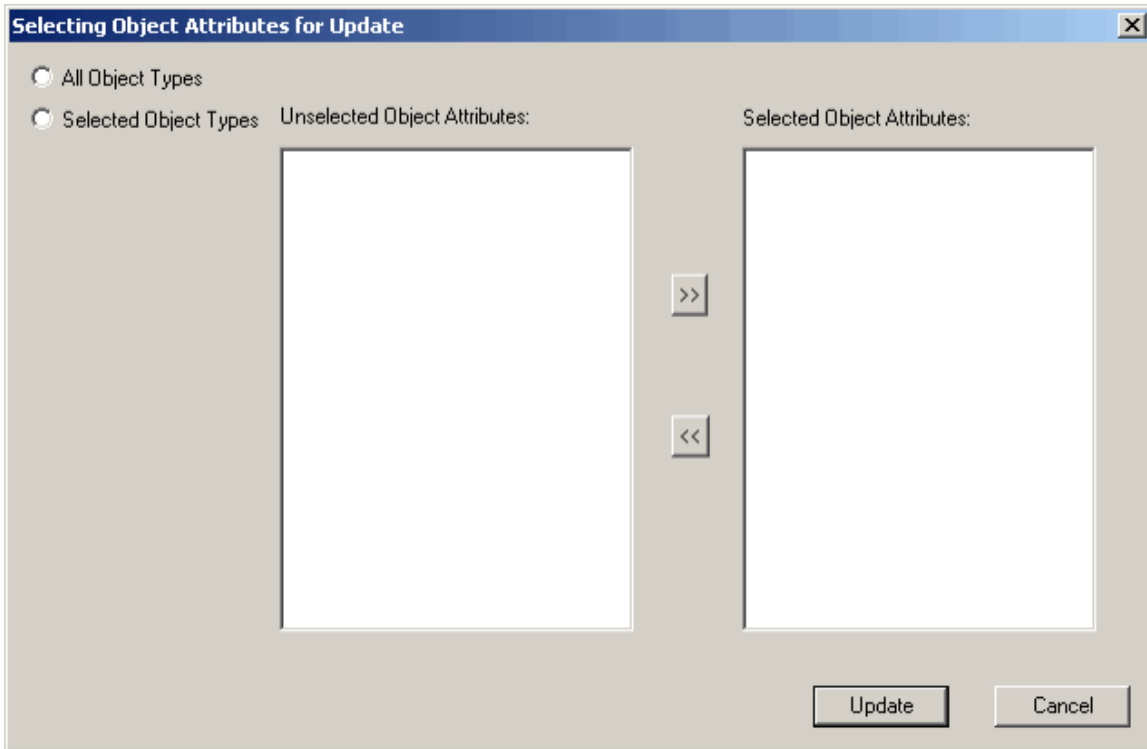 Selecting Object Attributes for Update
All Object Types
Selected Object Types
Unselected Object Attributes:
Selected Object Attributes:
>>
<<
Update
Cancel